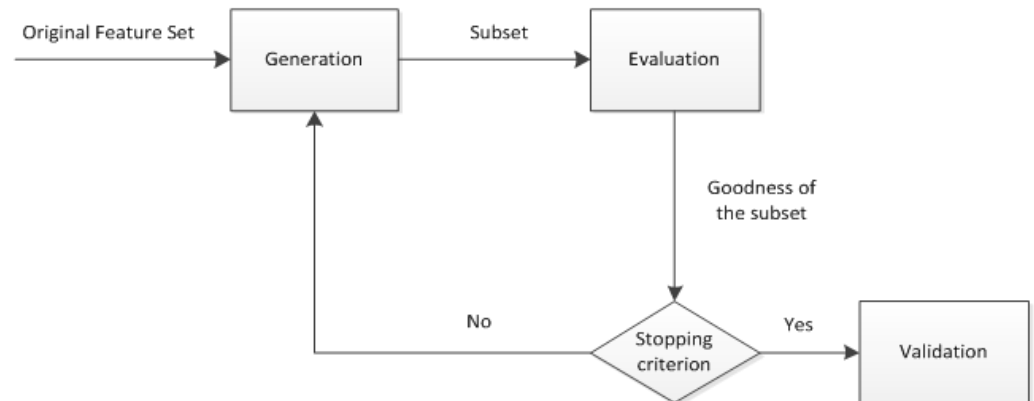 Original Feature Set
Generation
Subset
Evaluation
Goodness of
the subset
No
Stopping
criterion
Yes
Validation